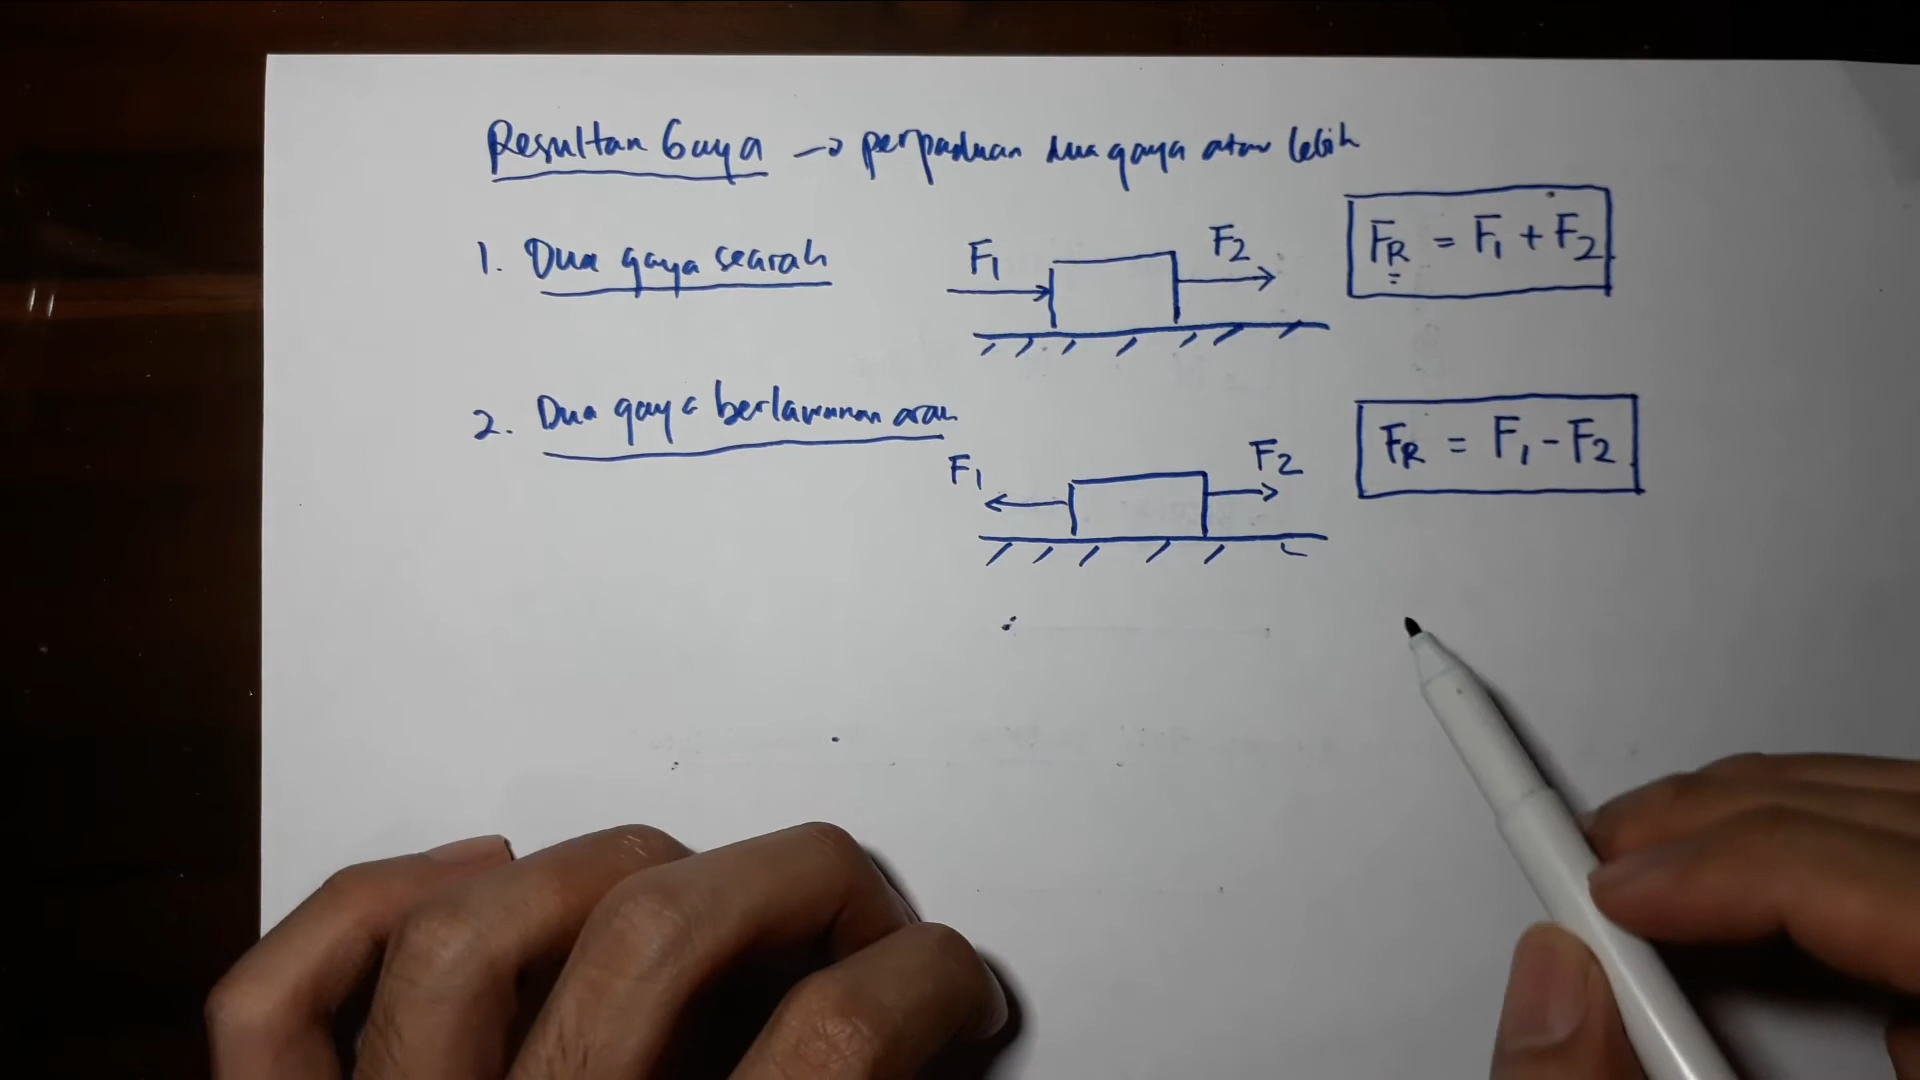 Resultan Gaya → perpaduan dua gaya atau lebih
1. Dua gaya searah
F1
F2
FR = F1 + F2
2. Dua gaya berlawanan arah
F1
F2
FR = F1 - F2